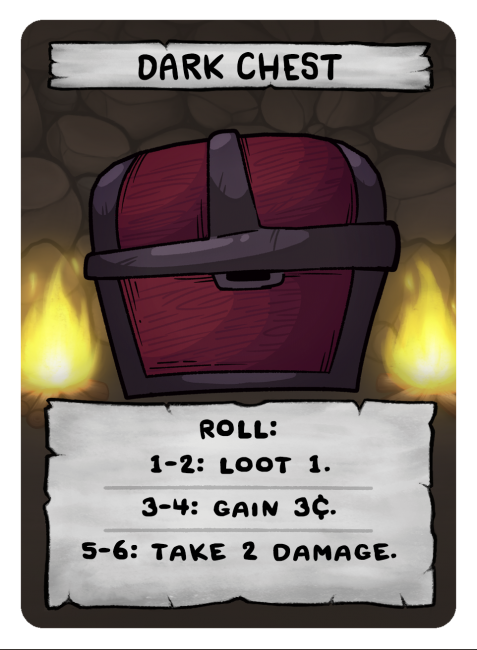 DARK CHEST
ROLL:
1-2: LOOT 1.
3-4: GAIN 3¢.
5-6: TAKE 2 DAMAGE.